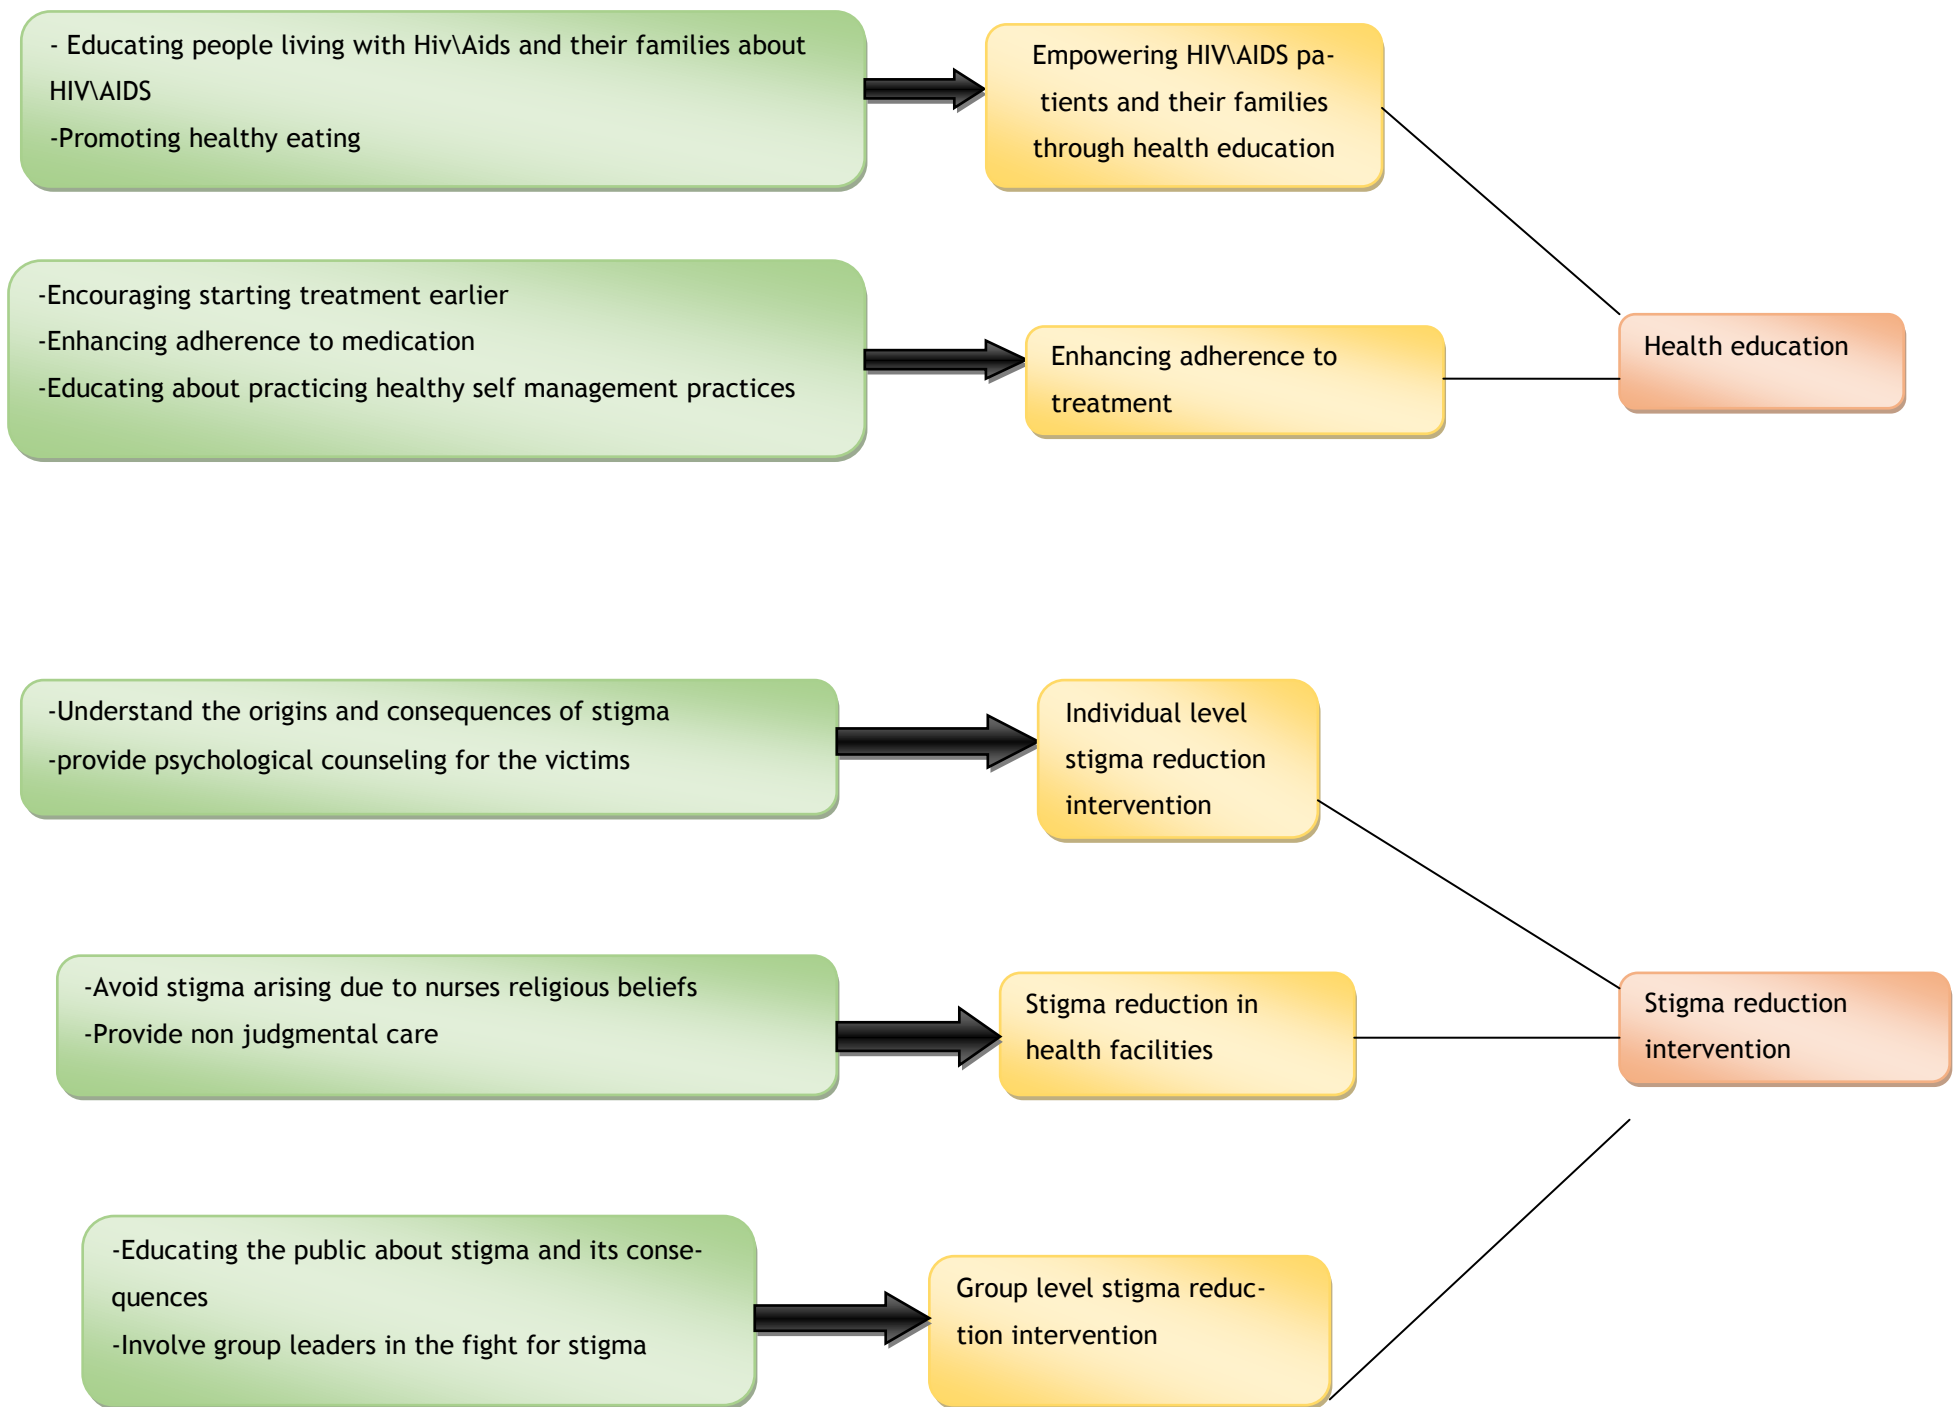 - Educating people living with Hiv\Aids and their families about
HIV\AIDS
-Promoting healthy eating
Empowering HIV\AIDS pa-
tients and their families
through health education
-Encouraging starting treatment earlier
-Enhancing adherence to medication
-Educating about practicing healthy self management practices
Enhancing adherence to
treatment
Health education
-Understand the origins and consequences of stigma
-provide psychological counseling for the victims
Individual level
stigma reduction
intervention
-Avoid stigma arising due to nurses religious beliefs
-Provide non judgmental care
Stigma reduction in
health facilities
Stigma reduction
intervention
-Educating the public about stigma and its conse-
quences
-Involve group leaders in the fight for stigma
Group level stigma reduc-
tion intervention